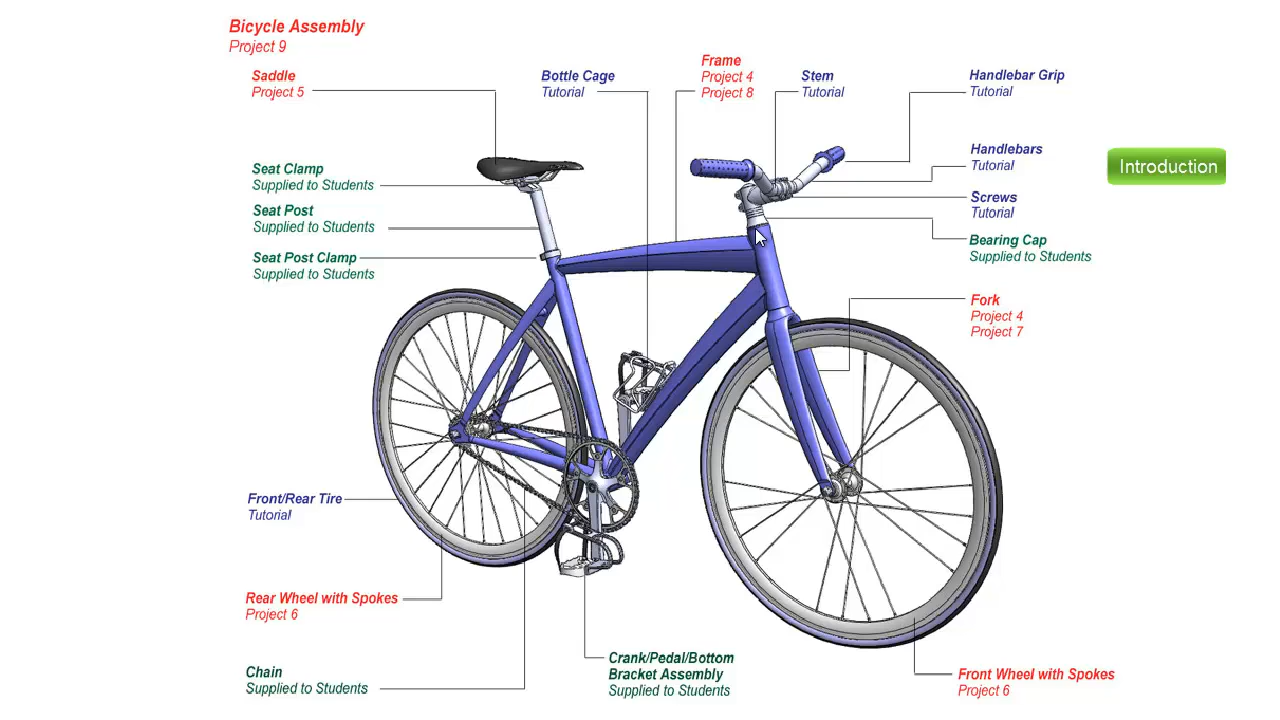 Bicycle Assembly
Project 9
Saddle
Project 5
Bottle Cage
Tutorial
Frame
Project 4
Project 8
Stem
Tutorial
Handlebar Grip
Tutorial
Handlebars
Tutorial
Introduction
Seat Clamp
Supplied to Students
Screws
Tutorial
Seat Post
Supplied to Students
Bearing Cap
Supplied to Students
Seat Post Clamp
Supplied to Students
Fork
Project 4
Project 7
Front/Rear Tire
Tutorial
Rear Wheel with Spokes
Project 6
Chain
Supplied to Students
Crank/Pedal/Bottom
Bracket Assembly
Supplied to Students
Front Wheel with Spokes
Project 6